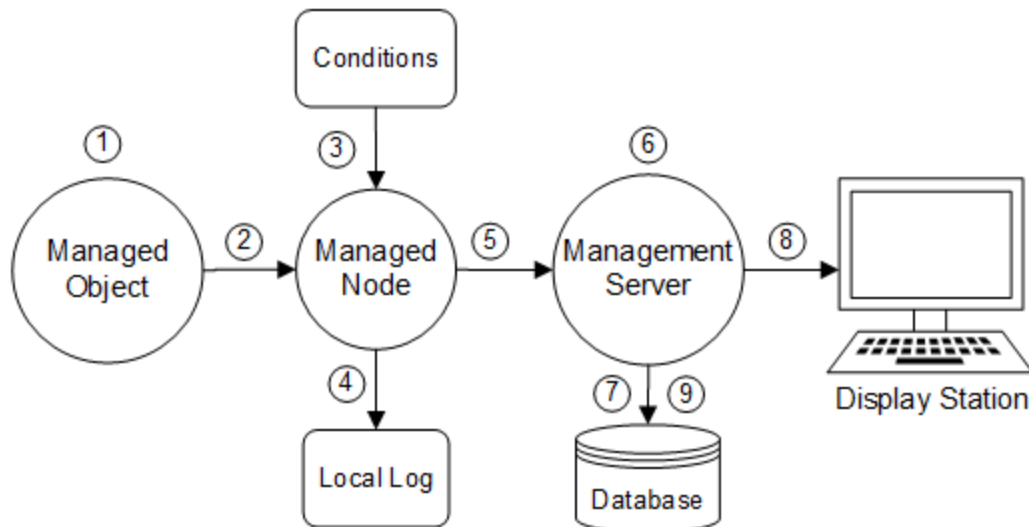 Conditions
1
3
6
Managed
Object
2
Managed
Node
5
Management
Server
8
4
7
9
Display Station
Local Log
Database